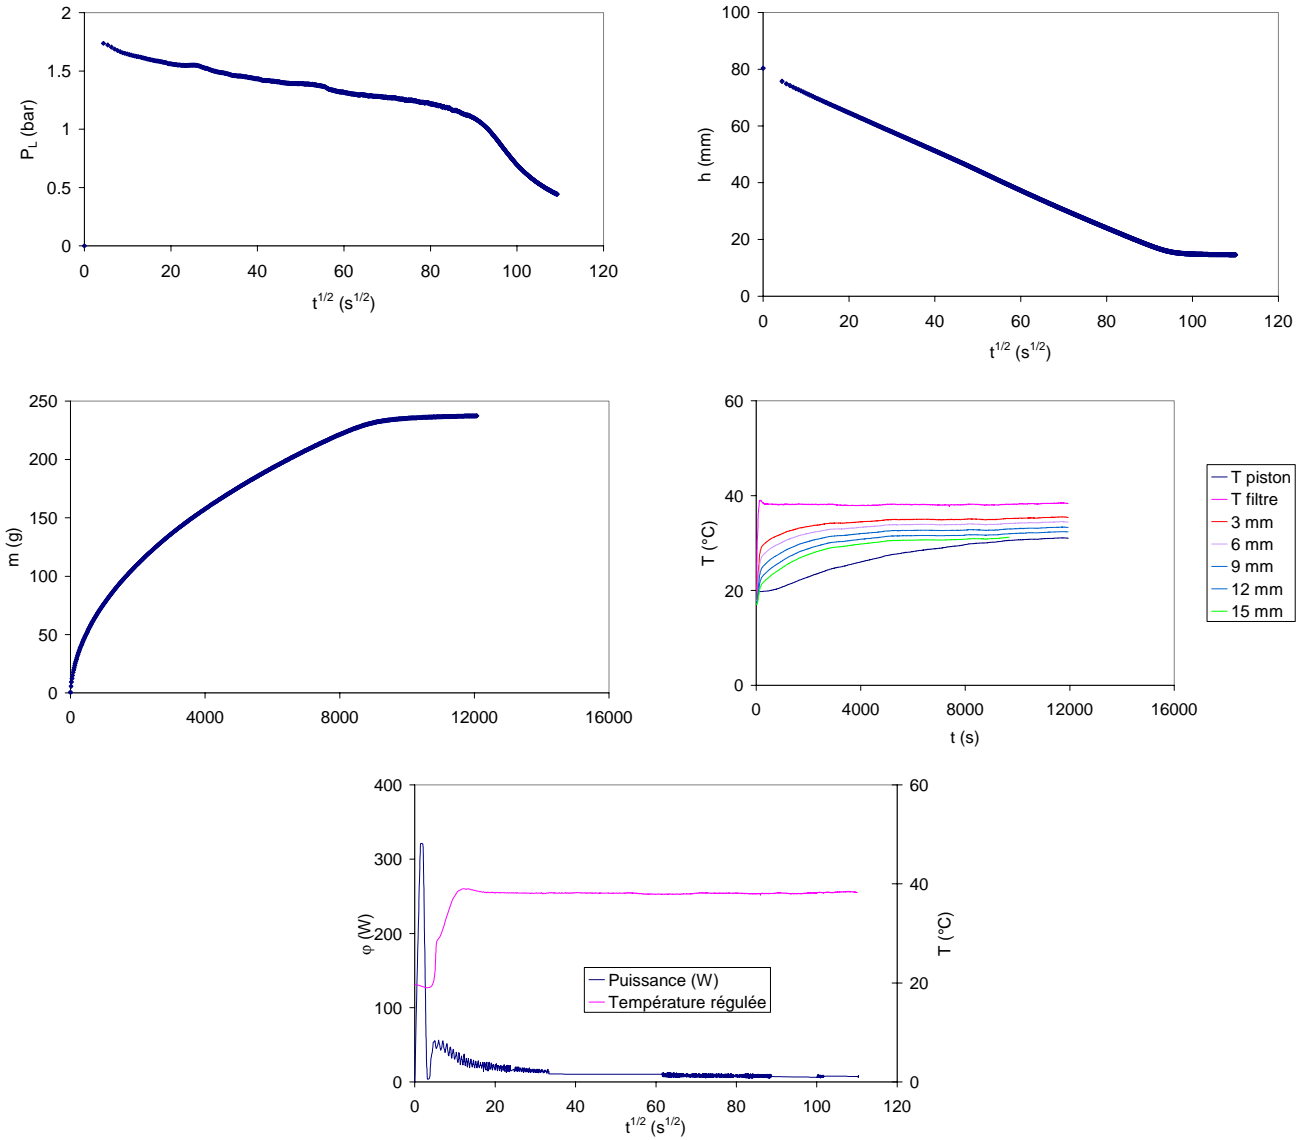 2
1.5
1
0.5
0
P_L (bar)
0 20 40 60 80 100 120
t^1/2 (s^1/2)
100
80
60
40
20
0
h (mm)
0 20 40 60 80 100 120
t^1/2 (s^1/2)
250
200
150
100
50
0
m (g)
0 4000 8000 12000 16000
60
40
20
0
T (°C)
0 4000 8000 12000 16000
t (s)
T piston
T filtre
3 mm
6 mm
9 mm
12 mm
15 mm
400
300
200
100
0
φ (W)
60
40
20
0
T (°C)
Puissance (W)
Température régulée
0 20 40 60 80 100 120
t^1/2 (s^1/2)